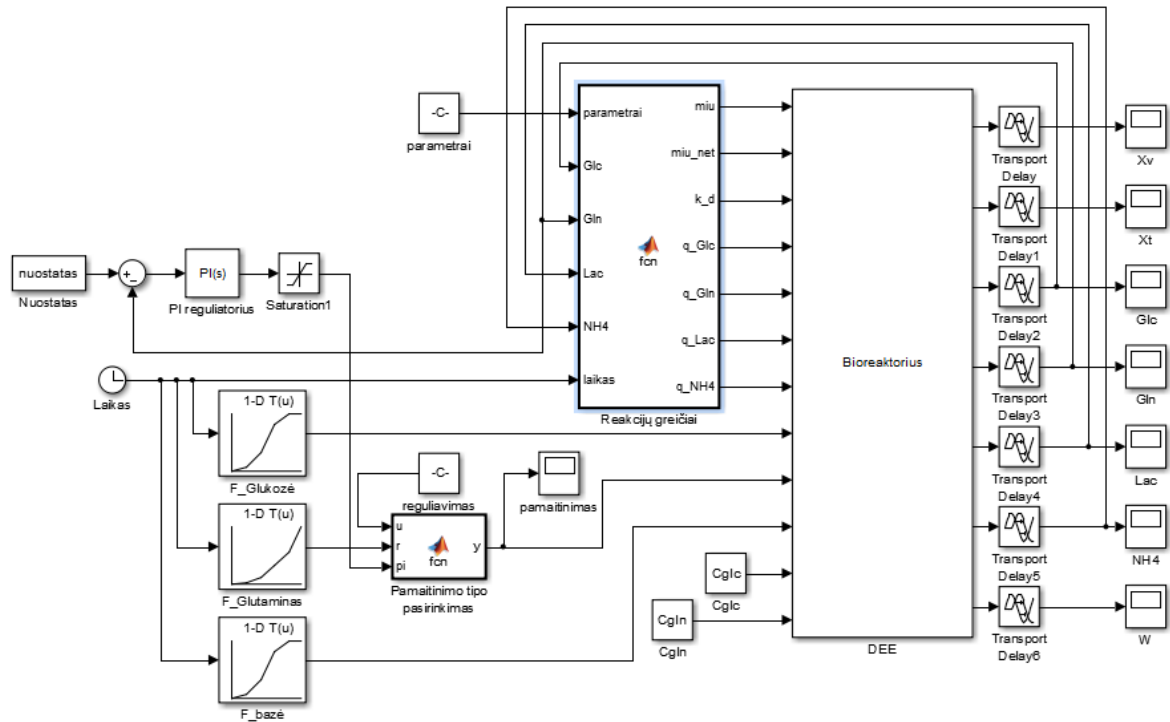 -C-
parametrai
parametrai
Glc
Gln
Lac
NH4
laikas
fcn
miu
miu_net
k_d
q_Glc
q_Gln
q_Lac
q_NH4
Reakcijų greičiai
nuostatas
Nuostatas
+
-
PI(s)
PI reguliatorius
Saturation1
Laikas
1-D T(u)
F_Glukozė
1-D T(u)
F_Glutaminas
1-D T(u)
F_bazė
-C-
reguliavimas
u
r
pi
fcn
y
Pamaitinimo tipo
pasirinkimas
pamaitinimas
Cglc
Cglc
Cgln
Cgln
Bioreaktorius
DEE
Transport
Delay
Transport
Delay1
Transport
Delay2
Transport
Delay3
Transport
Delay4
Transport
Delay5
Transport
Delay6
Xv
Xt
Glc
Gln
Lac
NH4
W